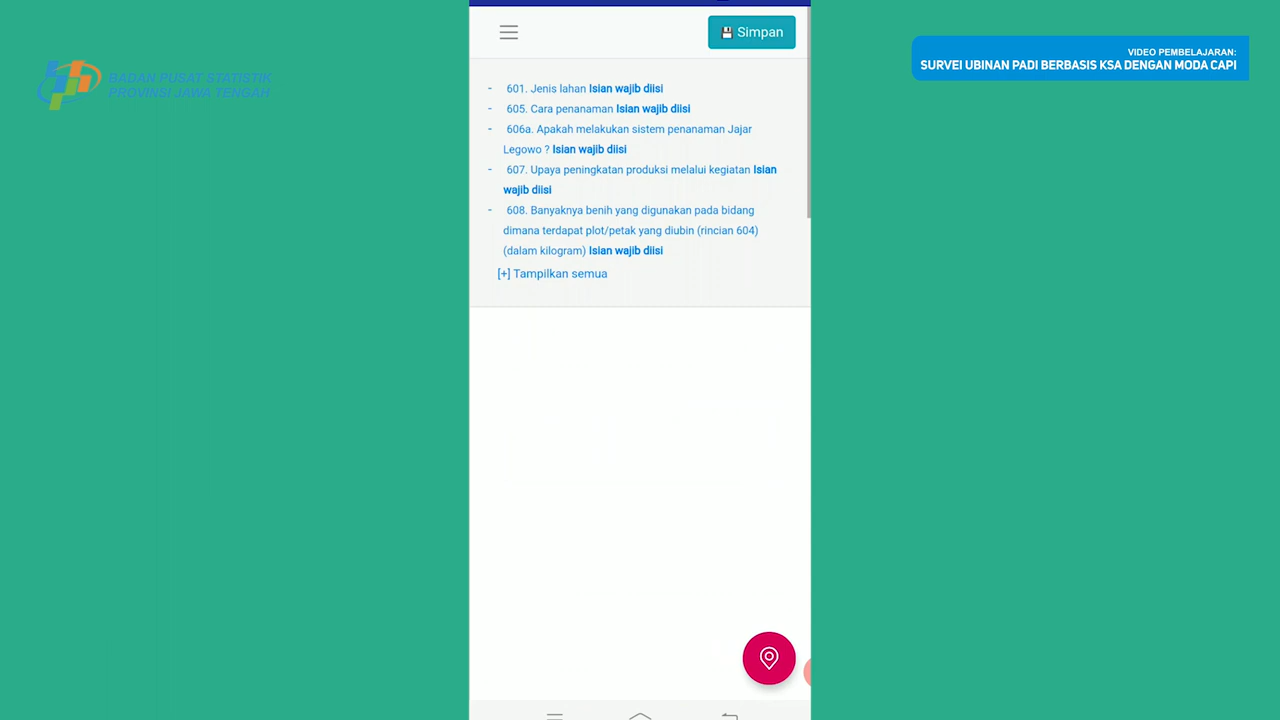 Simpan
BADAN PUSAT STATISTIK
PROVINSI JAWA TENGAH
VIDEO PEMBELAJARAN:
SURVEI UBINAN PADI BERBASIS KSA DENGAN MODA CAPI
- 601. Jenis lahan Isian wajib diisi
- 605. Cara penanaman Isian wajib diisi
- 606a. Apakah melakukan sistem penanaman Jajar
Legowo ? Isian wajib diisi
- 607. Upaya peningkatan produksi melalui kegiatan Isian
wajib diisi
- 608. Banyaknya benih yang digunakan pada bidang
dimana terdapat plot/petak yang diubin (rincian 604)
(dalam kilogram) Isian wajib diisi
[+] Tampilkan semua